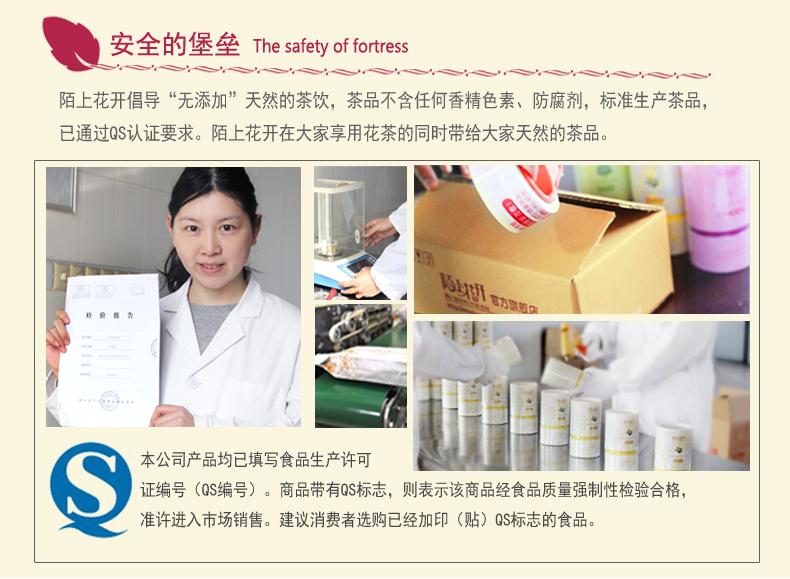 安全的堡垒 The safety of fortress
陌上花开倡导“无添加”天然的茶饮，茶品不含任何香精色素、防腐剂，标准生产茶品，
已通过QS认证要求。陌上花开在大家享用花茶的同时带给大家天然的茶品。
检验报告
陌上花开
官方旗舰店
QS
本公司产品均已填写食品生产许可
证编号（QS编号）。商品带有QS标志，则表示该商品经食品质量强制性检验合格，
准许进入市场销售。建议消费者选购已经加印（贴）QS标志的食品。